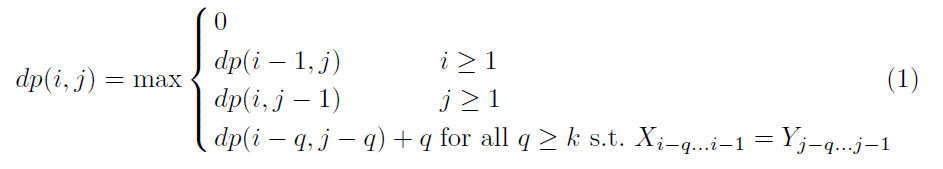 0
dp(i − 1, j) i ≥ 1
dp(i, j) = max (1)
dp(i, j − 1) j ≥ 1
dp(i − q, j − q) + q for all q ≥ k s.t. X_{i−q...i−1} = Y_{j−q...j−1}